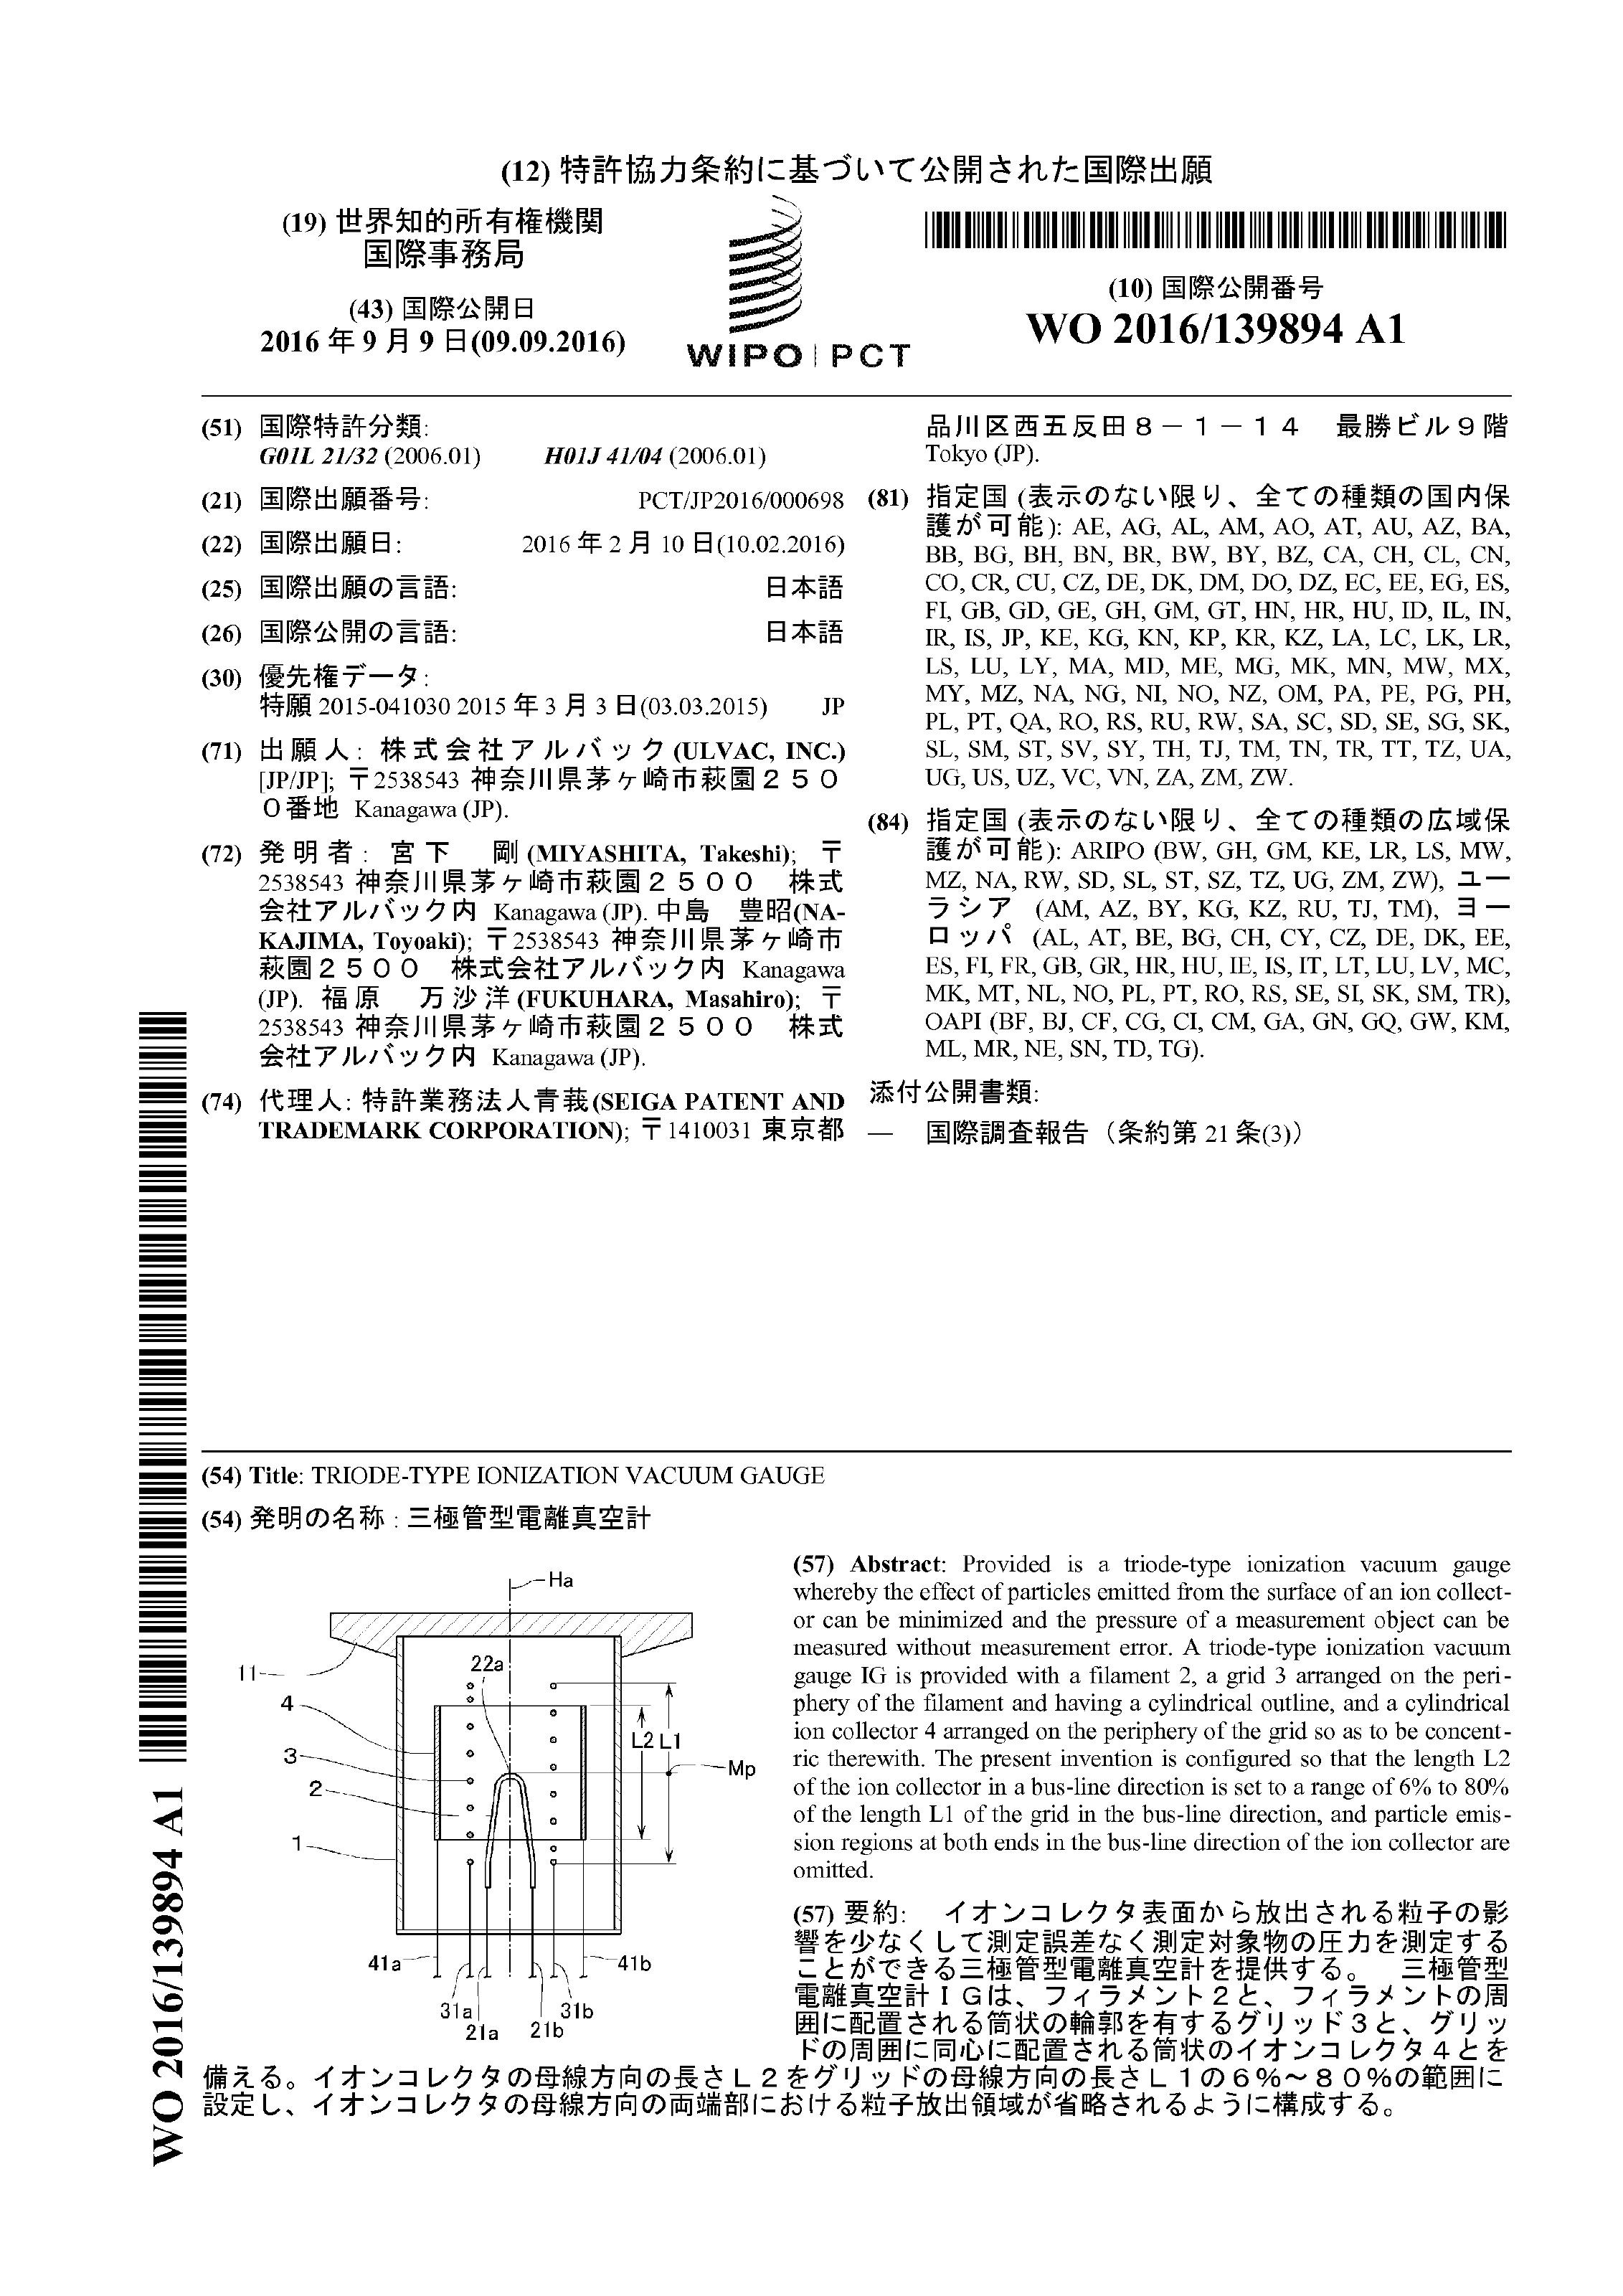 (12) 特許協力条約に基づいて公開された国際出願
(19) 世界知的所有権機関
国際事務局
(43) 国際公開日
2016 年 9 月 9 日(09.09.2016)
WIPO | PCT
(10) 国際公開番号
WO 2016/139894 A1
(51) 国際特許分類:
G01L 21/32 (2006.01) H01J 41/04 (2006.01)
(21) 国際出願番号: PCT/JP2016/000698
(22) 国際出願日: 2016 年 2 月 10 日(10.02.2016)
(25) 国際出願の言語: 日本語
(26) 国際公開の言語: 日本語
(30) 優先権データ:
特願 2015-041030 2015 年 3 月 3 日(03.03.2015) JP
(71) 出願人: 株式会社アルバック(ULVAC, INC.)
[JP/JP]; 〒2538543 神奈川県茅ヶ崎市萩園２５０
０番地 Kanagawa (JP).
(72) 発明者: 宮下 剛(MIYASHITA, Takeshi); 〒
2538543 神奈川県茅ヶ崎市萩園２５００ 株式
会社アルバック内 Kanagawa (JP). 中島 豊昭(NA-
KAJIMA, Toyoaki); 〒2538543 神奈川県茅ヶ崎市
萩園２５００ 株式会社アルバック内 Kanagawa
(JP). 福原 万沙洋(FUKUHARA, Masahiro); 〒
2538543 神奈川県茅ヶ崎市萩園２５００ 株式
会社アルバック内 Kanagawa (JP).
(74) 代理人: 特許業務法人青莪(SEIGA PATENT AND
TRADEMARK CORPORATION); 〒1410031 東京都
品川区西五反田８－１－１４ 最勝ビル９階
Tokyo (JP).
(81) 指定国 (表示のない限り、全ての種類の国内保
護が可能): AE, AG, AL, AM, AO, AT, AU, AZ, BA,
BB, BG, BH, BN, BR, BW, BY, BZ, CA, CH, CL, CN,
CO, CR, CU, CZ, DE, DK, DM, DO, DZ, EC, EE, EG, ES,
FI, GB, GD, GE, GH, GM, GT, HN, HR, HU, ID, IL, IN,
IR, IS, JP, KE, KG, KN, KP, KR, KZ, LA, LC, LK, LR,
LS, LU, LY, MA, MD, ME, MG, MK, MN, MW, MX,
MY, MZ, NA, NG, NI, NO, NZ, OM, PA, PE, PG, PH,
PL, PT, QA, RO, RS, RU, RW, SA, SC, SD, SE, SG, SK,
SL, SM, ST, SV, SY, TH, TJ, TM, TN, TR, TT, TZ, UA,
UG, US, UZ, VC, VN, ZA, ZM, ZW.
(84) 指定国 (表示のない限り、全ての種類の広域保
護が可能): ARIPO (BW, GH, GM, KE, LR, LS, MW,
MZ, NA, RW, SD, SL, ST, SZ, TZ, UG, ZM, ZW), ユー
ラシア (AM, AZ, BY, KG, KZ, RU, TJ, TM), ヨー
ロッパ (AL, AT, BE, BG, CH, CY, CZ, DE, DK, EE,
ES, FI, FR, GB, GR, HR, HU, IE, IS, IT, LT, LU, LV, MC,
MK, MT, NL, NO, PL, PT, RO, RS, SE, SI, SK, SM, TR),
OAPI (BF, BJ, CF, CG, CI, CM, GA, GN, GQ, GW, KM,
ML, MR, NE, SN, TD, TG).
添付公開書類:
— 国際調査報告（条約第 21 条(3)）
WO 2016/139894 A1
(54) Title: TRIODE-TYPE IONIZATION VACUUM GAUGE
(54) 発明の名称 : 三極管型電離真空計
Ha
11
22a
4
3
2
1
L2 L1
Mp
41a
41b
31a
31b
21a
21b
(57) Abstract: Provided is a triode-type ionization vacuum gauge
whereby the effect of particles emitted from the surface of an ion collect-
or can be minimized and the pressure of a measurement object can be
measured without measurement error. A triode-type ionization vacuum
gauge IG is provided with a filament 2, a grid 3 arranged on the peri-
phery of the filament and having a cylindrical outline, and a cylindrical
ion collector 4 arranged on the periphery of the grid so as to be concent-
ric therewith. The present invention is configured so that the length L2
of the ion collector in a bus-line direction is set to a range of 6% to 80%
of the length L1 of the grid in the bus-line direction, and particle emis-
sion regions at both ends in the bus-line direction of the ion collector are
omitted.
(57) 要約: イオンコレクタ表面から放出される粒子の影
響を少なくして測定誤差なく測定対象物の圧力を測定する
ことができる三極管型電離真空計を提供する。 三極管型
電離真空計ＩＧは、フィラメント２と、フィラメントの周
囲に配置される筒状の輪郭を有するグリッド３と、グリッ
ドの周囲に同心に配置される筒状のイオンコレクタ４とを
備える。イオンコレクタの母線方向の長さＬ２をグリッドの母線方向の長さＬ１の６％～８０％の範囲に
設定し、イオンコレクタの母線方向の両端部における粒子放出領域が省略されるように構成する。